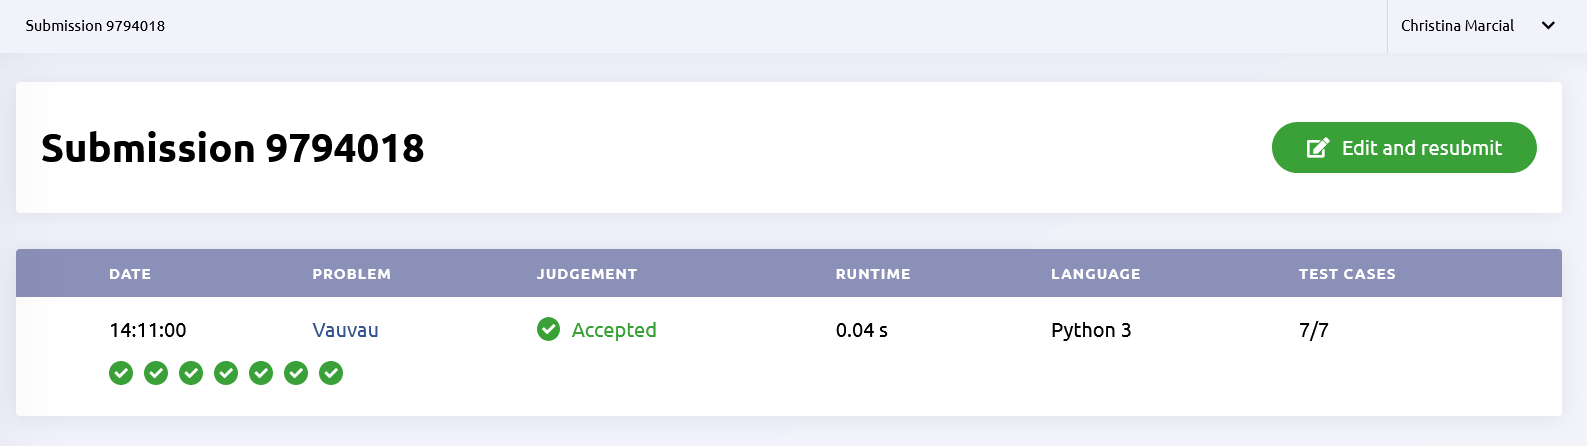 Submission 9794018
Christina Marcial
Submission 9794018
Edit and resubmit
DATE PROBLEM JUDGEMENT RUNTIME LANGUAGE TEST CASES
14:11:00 Vauvau Accepted 0.04 s Python 3 7/7